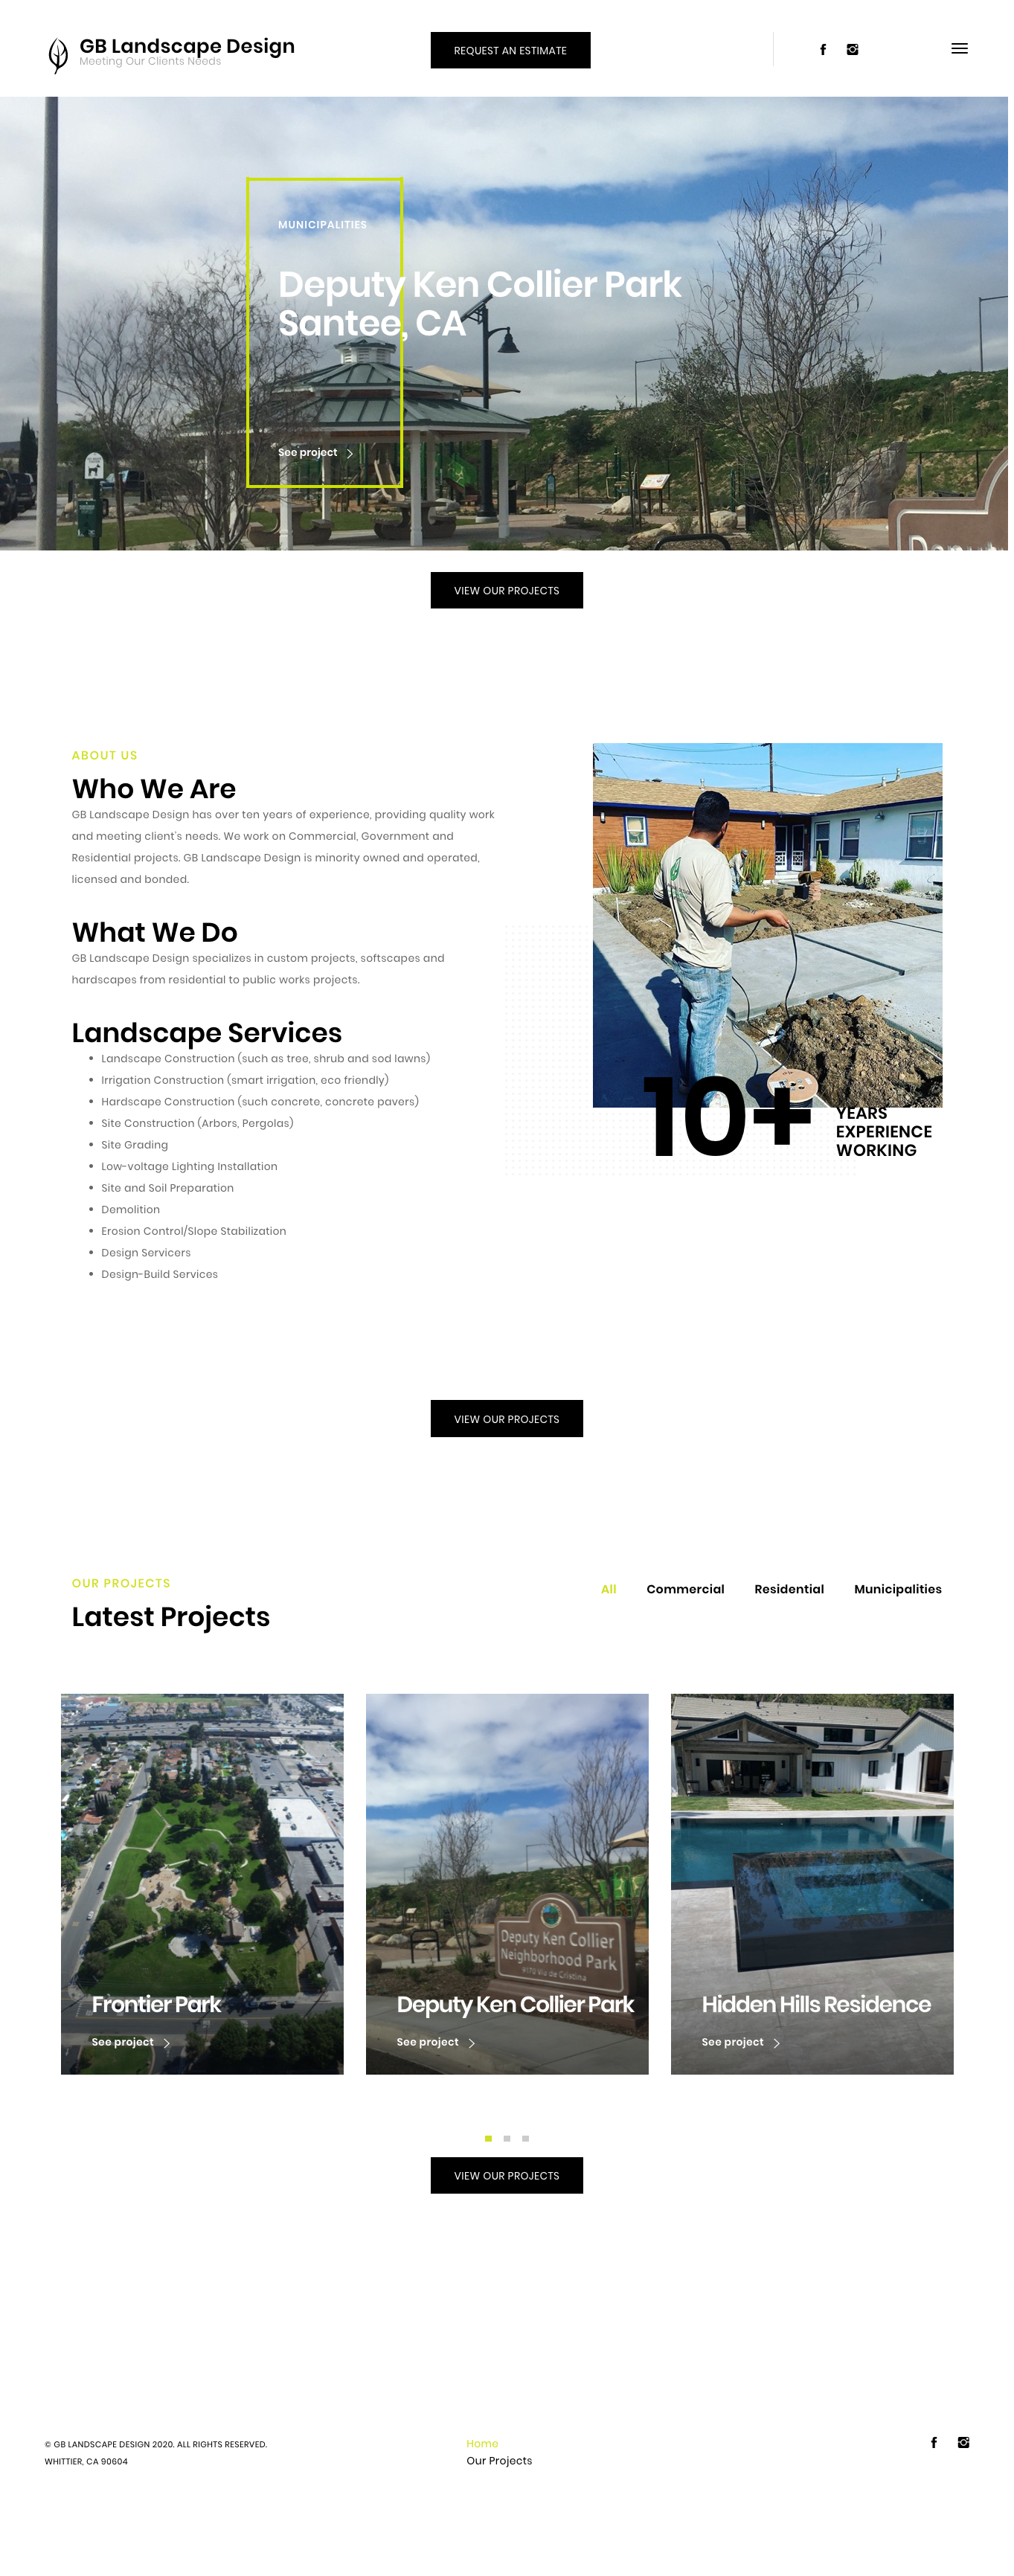 GB Landscape Design
Meeting Our Clients Needs
REQUEST AN ESTIMATE
MUNICIPALITIES
Deputy Ken Collier Park
Santee, CA
See project
VIEW OUR PROJECTS
ABOUT US
Who We Are
GB Landscape Design has over ten years of experience, providing quality work
and meeting client's needs. We work on Commercial, Government and
Residential projects. GB Landscape Design is minority owned and operated,
licensed and bonded.
What We Do
GB Landscape Design specializes in custom projects, softscapes and
hardscapes from residential to public works projects.
Landscape Services
Landscape Construction (such as tree, shrub and sod lawns)
Irrigation Construction (smart irrigation, eco friendly)
Hardscape Construction (such concrete, concrete pavers)
Site Construction (Arbors, Pergolas)
Site Grading
Low-voltage Lighting Installation
Site and Soil Preparation
Demolition
Erosion Control/Slope Stabilization
Design Servicers
Design-Build Services
10+
YEARS
EXPERIENCE
WORKING
VIEW OUR PROJECTS
OUR PROJECTS
Latest Projects
All Commercial Residential Municipalities
Frontier Park
See project
Deputy Ken Collier
Neighborhood Park
9170 Via de Cristina
Deputy Ken Collier Park
See project
Hidden Hills Residence
See project
VIEW OUR PROJECTS
© GB LANDSCAPE DESIGN 2020. ALL RIGHTS RESERVED.
WHITTIER, CA 90604
Home
Our Projects